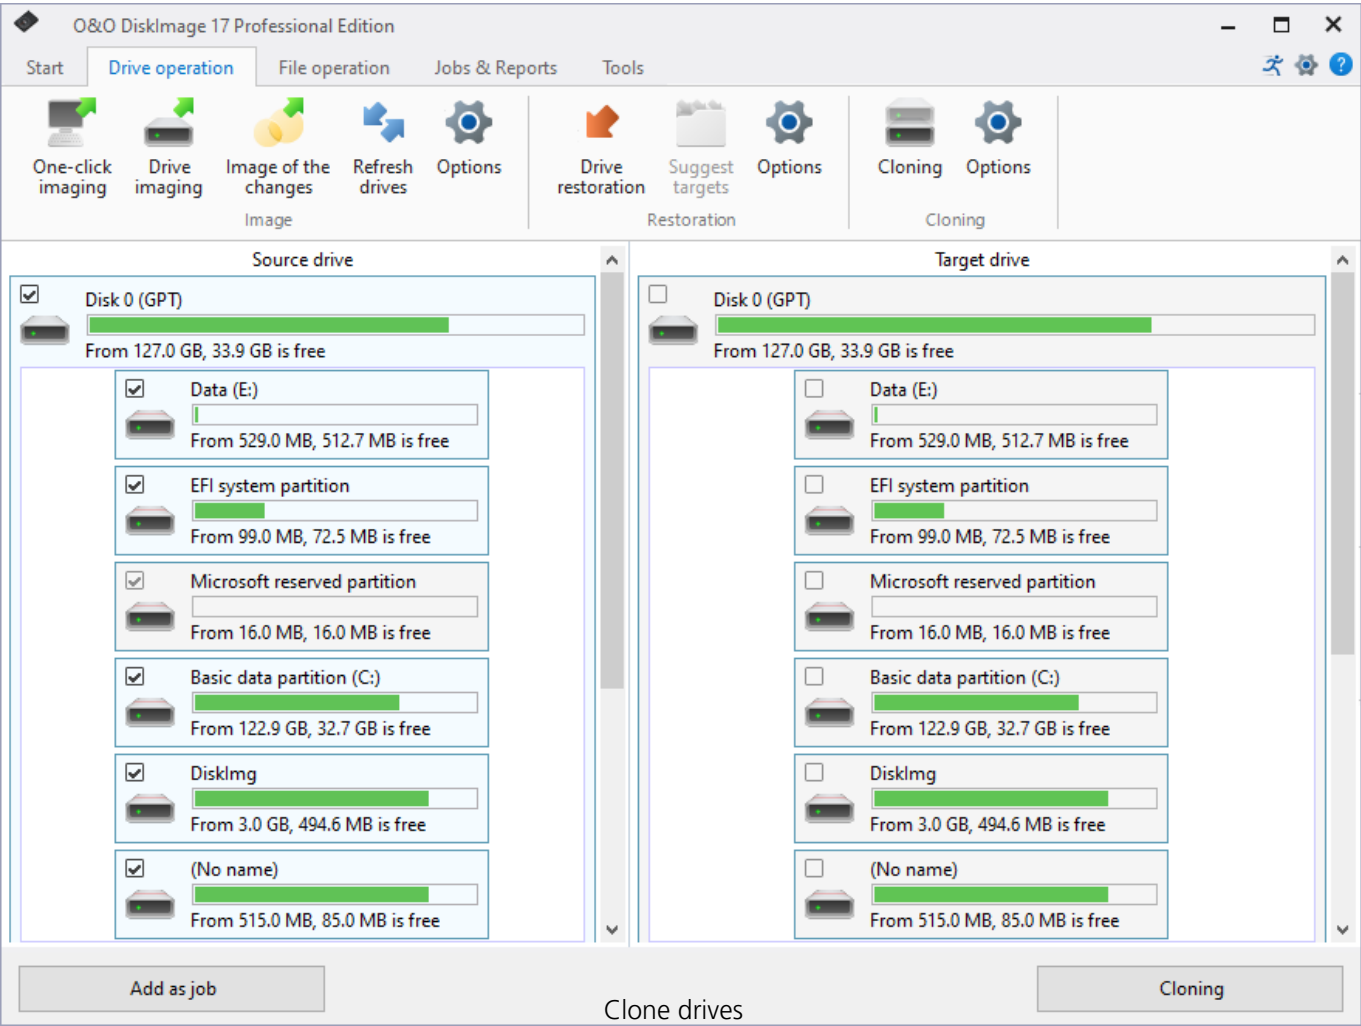 O&O DiskImage 17 Professional Edition
Start Drive operation File operation Jobs & Reports Tools
One-click imaging
Drive imaging
Image of the changes
Refresh drives
Options
Drive restoration
Suggest targets
Options
Cloning
Options
Image
Restoration
Cloning
Source drive
Disk 0 (GPT)
From 127.0 GB, 33.9 GB is free
Data (E:)
From 529.0 MB, 512.7 MB is free
EFI system partition
From 99.0 MB, 72.5 MB is free
Microsoft reserved partition
From 16.0 MB, 16.0 MB is free
Basic data partition (C:)
From 122.9 GB, 32.7 GB is free
DiskImg
From 3.0 GB, 494.6 MB is free
(No name)
From 515.0 MB, 85.0 MB is free
Target drive
Disk 0 (GPT)
From 127.0 GB, 33.9 GB is free
Data (E:)
From 529.0 MB, 512.7 MB is free
EFI system partition
From 99.0 MB, 72.5 MB is free
Microsoft reserved partition
From 16.0 MB, 16.0 MB is free
Basic data partition (C:)
From 122.9 GB, 32.7 GB is free
DiskImg
From 3.0 GB, 494.6 MB is free
(No name)
From 515.0 MB, 85.0 MB is free
Add as job
Cloning
Clone drives